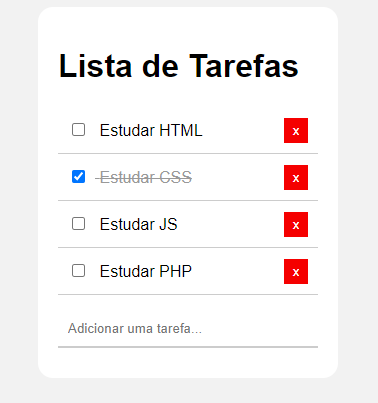 Lista de Tarefas
Estudar HTML x
Estudar CSS x
Estudar JS x
Estudar PHP x
Adicionar uma tarefa...